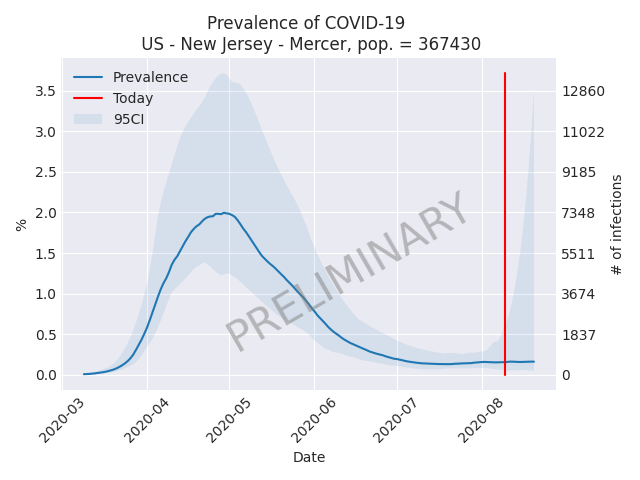 Prevalence of COVID-19
US - New Jersey - Mercer, pop. = 367430
Prevalence
Today
95CI
3.5
3.0
2.5
2.0
1.5
1.0
0.5
0.0
%
12860
11022
9185
7348
5511
3674
1837
0
# of infections
PRELIMINARY
2020-03
2020-04
2020-05
2020-06
2020-07
2020-08
Date